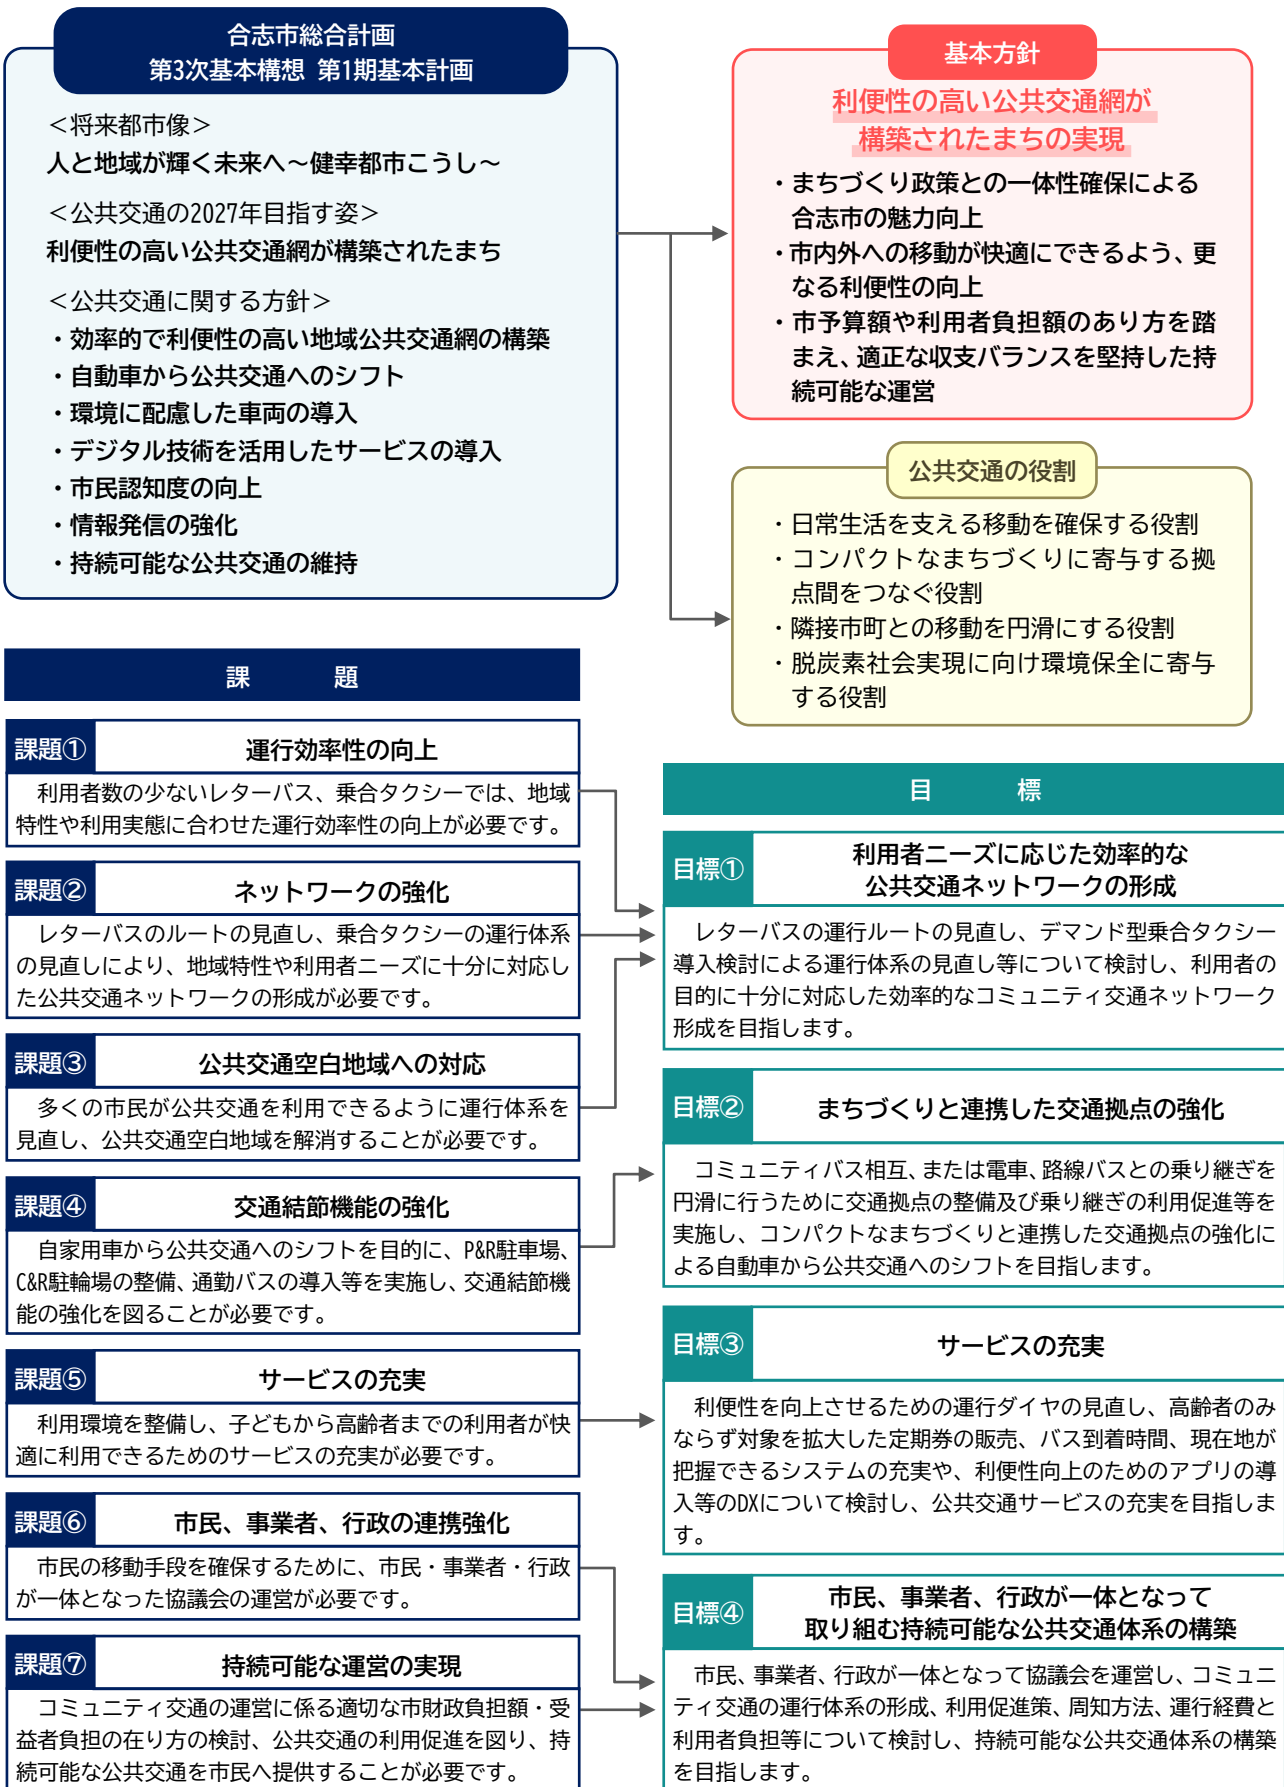 合志市総合計画
第3次基本構想 第1期基本計画
＜将来都市像＞
人と地域が輝く未来へ～健幸都市こうし～
＜公共交通の2027年目指す姿＞
利便性の高い公共交通網が構築されたまち
＜公共交通に関する方針＞
・効率的で利便性の高い地域公共交通網の構築
・自動車から公共交通へのシフト
・環境に配慮した車両の導入
・デジタル技術を活用したサービスの導入
・市民認知度の向上
・情報発信の強化
・持続可能な公共交通の維持
基本方針
利便性の高い公共交通網が
構築されたまちの実現
・まちづくり政策との一体性確保による
合志市の魅力向上
・市内外への移動が快適にできるよう、更
なる利便性の向上
・市予算額や利用者負担額のあり方を踏
まえ、適正な収支バランスを堅持した持
続可能な運営
公共交通の役割
・日常生活を支える移動を確保する役割
・コンパクトなまちづくりに寄与する拠
点間をつなぐ役割
・隣接市町との移動を円滑にする役割
・脱炭素社会実現に向け環境保全に寄与
する役割
課　題
課題① 運行効率性の向上
利用者数の少ないレターバス、乗合タクシーでは、地域
特性や利用実態に合わせた運行効率性の向上が必要です。
課題② ネットワークの強化
レターバスのルートの見直し、乗合タクシーの運行体系
の見直しにより、地域特性や利用者ニーズに十分に対応し
た公共交通ネットワークの形成が必要です。
課題③ 公共交通空白地域への対応
多くの市民が公共交通を利用できるように運行体系を
見直し、公共交通空白地域を解消することが必要です。
課題④ 交通結節機能の強化
自家用車から公共交通へのシフトを目的に、P&R駐車場、
C&R駐輪場の整備、通勤バスの導入等を実施し、交通結節機
能の強化を図ることが必要です。
課題⑤ サービスの充実
利用環境を整備し、子どもから高齢者までの利用者が快
適に利用できるためのサービスの充実が必要です。
課題⑥ 市民、事業者、行政の連携強化
市民の移動手段を確保するために、市民・事業者・行政
が一体となった協議会の運営が必要です。
課題⑦ 持続可能な運営の実現
コミュニティ交通の運営に係る適切な市財政負担額・受
益者負担の在り方の検討、公共交通の利用促進を図り、持
続可能な公共交通を市民へ提供することが必要です。
目　標
目標① 利用者ニーズに応じた効率的な
公共交通ネットワークの形成
レターバスの運行ルートの見直し、デマンド型乗合タクシー
導入検討による運行体系の見直し等について検討し、利用者の
目的に十分に対応した効率的なコミュニティ交通ネットワーク
形成を目指します。
目標② まちづくりと連携した交通拠点の強化
コミュニティバス相互、または電車、路線バスとの乗り継ぎを
円滑に行うために交通拠点の整備及び乗り継ぎの利用促進等を
実施し、コンパクトなまちづくりと連携した交通拠点の強化に
よる自動車から公共交通へのシフトを目指します。
目標③ サービスの充実
利便性を向上させるための運行ダイヤの見直し、高齢者のみ
ならず対象を拡大した定期券の販売、バス到着時間、現在地が
把握できるシステムの充実や、利便性向上のためのアプリの導
入等のDXについて検討し、公共交通サービスの充実を目指しま
す。
目標④ 市民、事業者、行政が一体となって
取り組む持続可能な公共交通体系の構築
市民、事業者、行政が一体となって協議会を運営し、コミュニ
ティ交通の運行体系の形成、利用促進策、周知方法、運行経費と
利用者負担等について検討し、持続可能な公共交通体系の構築
を目指します。